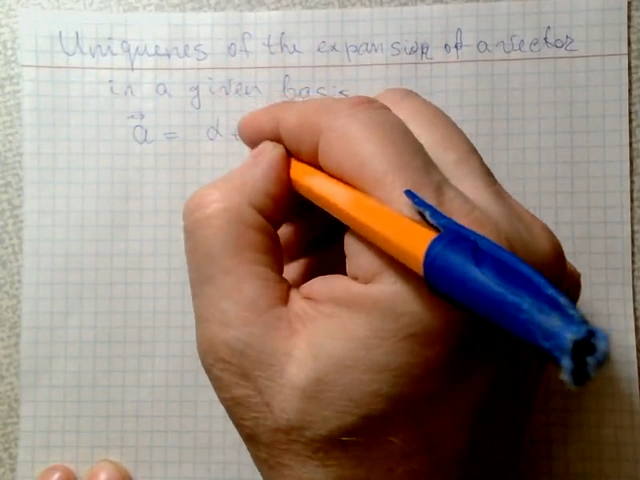 Uniquenes of the expansion of a vector
in a given basis
a⃗ = α